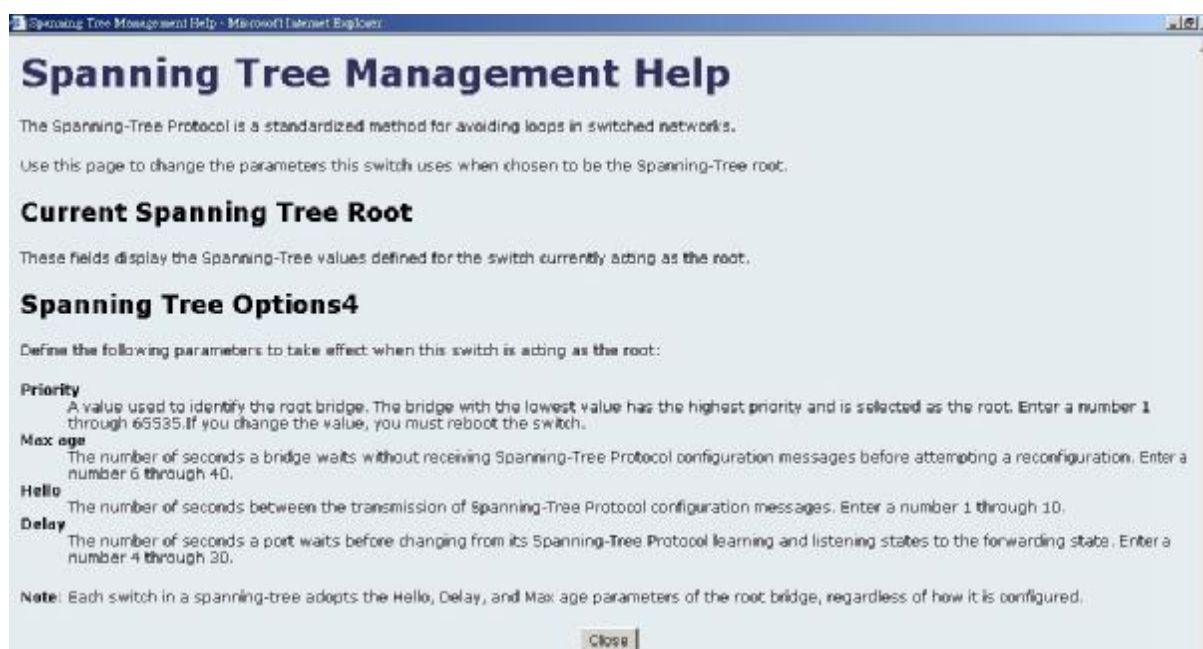 Spanning Tree Management Help - Microsoft Internet Explorer
Spanning Tree Management Help
The Spanning-Tree Protocol is a standardized method for avoiding loops in switched networks.
Use this page to change the parameters this switch uses when chosen to be the Spanning-Tree root.
Current Spanning Tree Root
These fields display the Spanning-Tree values defined for the switch currently acting as the root.
Spanning Tree Options4
Define the following parameters to take effect when this switch is acting as the root:
Priority
A value used to identify the root bridge. The bridge with the lowest value has the highest priority and is selected as the root. Enter a number 1
through 65535.If you change the value, you must reboot the switch.
Max age
The number of seconds a bridge waits without receiving Spanning-Tree Protocol configuration messages before attempting a reconfiguration. Enter a
number 6 through 40.
Hello
The number of seconds between the transmission of Spanning-Tree Protocol configuration messages. Enter a number 1 through 10.
Delay
The number of seconds a port waits before changing from its Spanning-Tree Protocol learning and listening states to the forwarding state. Enter a
number 4 through 30.
Note: Each switch in a spanning-tree adopts the Hello, Delay, and Max age parameters of the root bridge, regardless of how it is configured.
Close